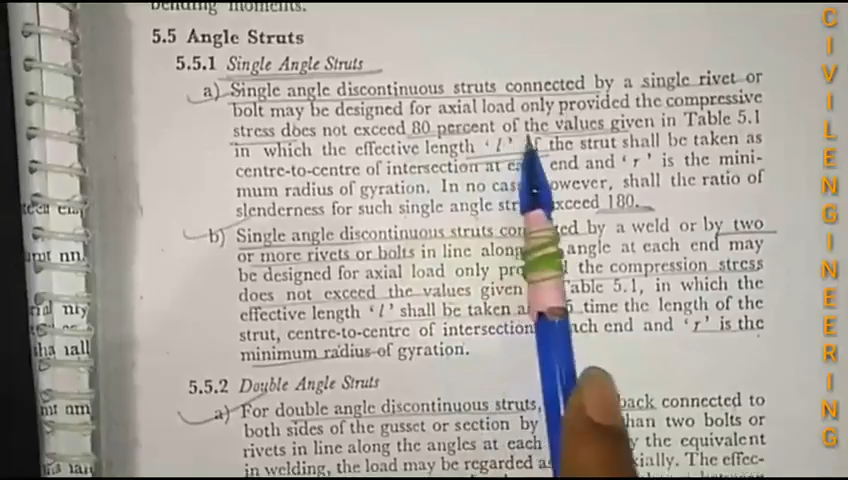 bending moments.
5.5 Angle Struts
5.5.1 Single Angle Struts
a) Single angle discontinuous struts connected by a single rivet or
bolt may be designed for axial load only provided the compressive
stress does not exceed 80 percent of the values given in Table 5.1
in which the effective length ‘l’ of the strut shall be taken as
centre-to-centre of intersection at each end and ‘r’ is the mini-
mum radius of gyration. In no case, however, shall the ratio of
slenderness for such single angle struts exceed 180.
b) Single angle discontinuous struts connected by a weld or by two
or more rivets or bolts in line along angle at each end may
be designed for axial load only the compression stress
does not exceed the values given Table 5.1, in which the
effective length ‘l’ shall be taken time the length of the
strut, centre-to-centre of intersection each end and ‘r’ is the
minimum radius of gyration.
5.5.2 Double Angle Struts
a) For double angle discontinuous struts, back connected to
both sides of the gusset or section by than two bolts or
rivets in line along the angles at each the equivalent
in welding, the load may be regarded The effec-
CIVILENGINEERING